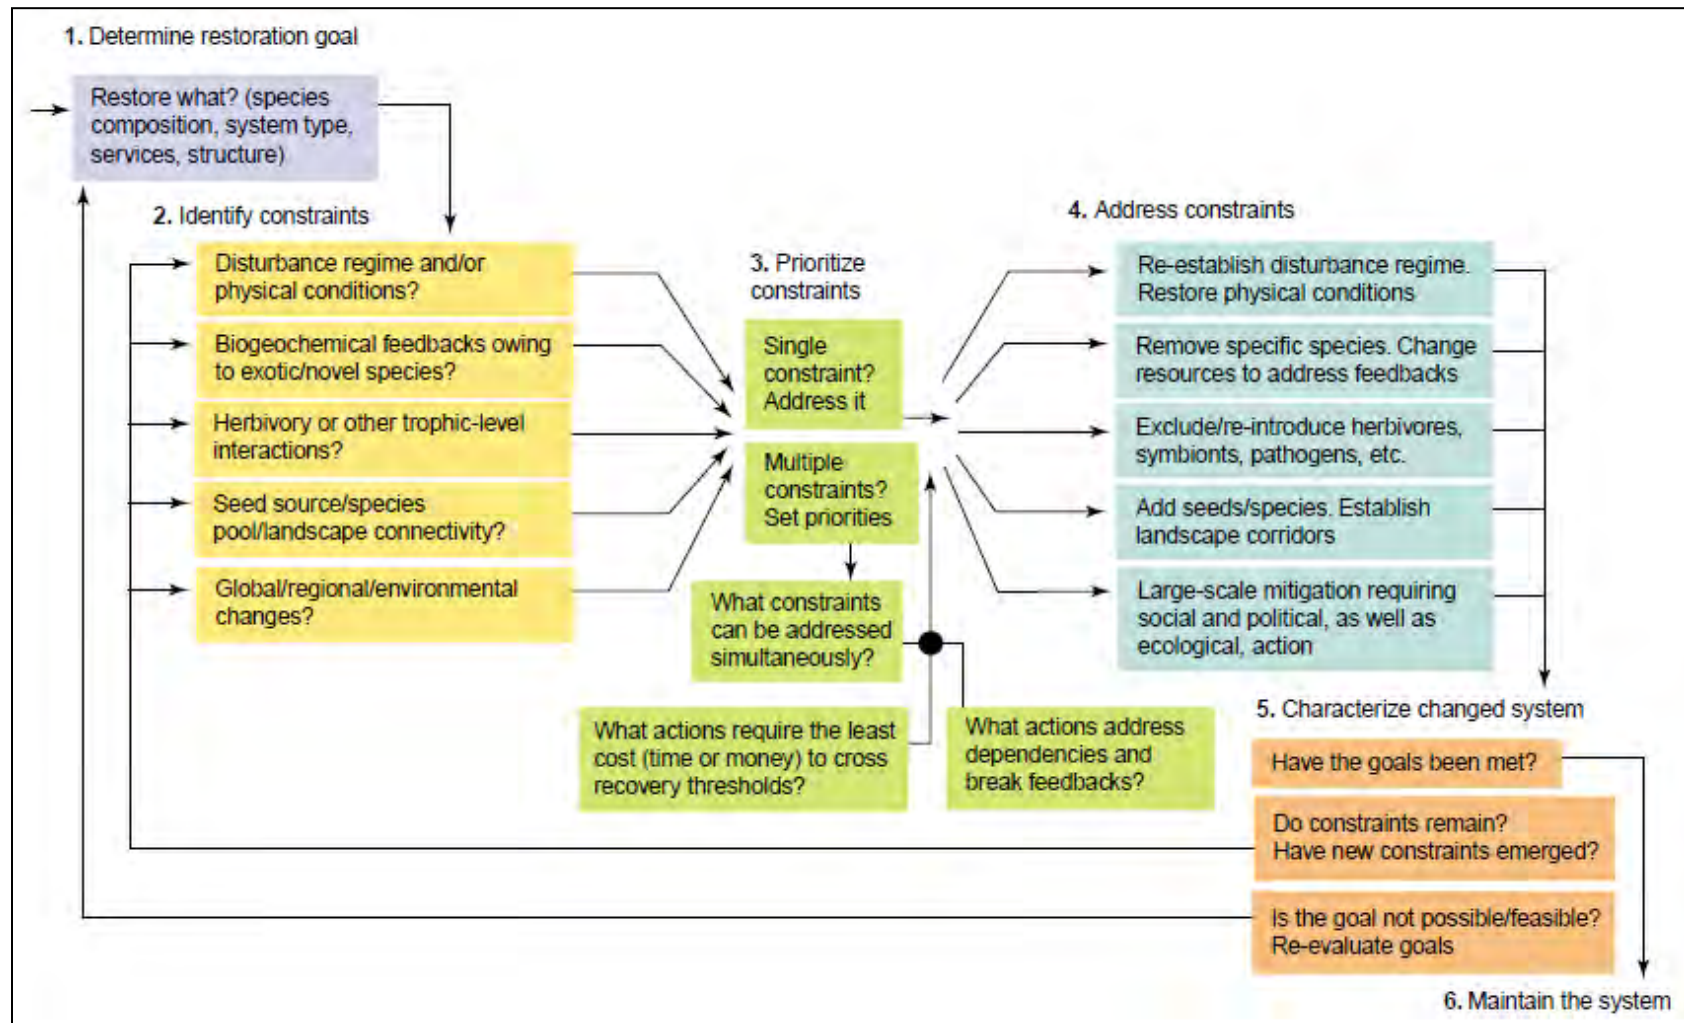 1. Determine restoration goal
Restore what? (species
composition, system type,
services, structure)
2. Identify constraints
Disturbance regime and/or
physical conditions?
Biogeochemical feedbacks owing
to exotic/novel species?
Herbivory or other trophic-level
interactions?
Seed source/species
pool/landscape connectivity?
Global/regional/environmental
changes?
3. Prioritize
constraints
Single
constraint?
Address it
Multiple
constraints?
Set priorities
What constraints
can be addressed
simultaneously?
What actions require the least
cost (time or money) to cross
recovery thresholds?
What actions address
dependencies and
break feedbacks?
4. Address constraints
Re-establish disturbance regime.
Restore physical conditions
Remove specific species. Change
resources to address feedbacks
Exclude/re-introduce herbivores,
symbionts, pathogens, etc.
Add seeds/species. Establish
landscape corridors
Large-scale mitigation requiring
social and political, as well as
ecological, action
5. Characterize changed system
Have the goals been met?
Do constraints remain?
Have new constraints emerged?
Is the goal not possible/feasible?
Re-evaluate goals
6. Maintain the system